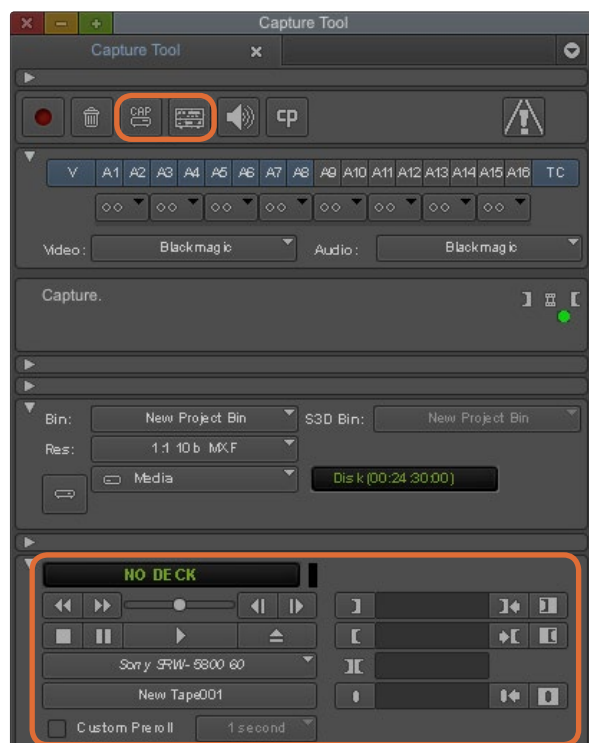 Capture Tool
Capture Tool
CAP
CP
V A1 A2 A3 A4 A5 A6 A7 A8 A9 A10 A11 A12 A13 A14 A15 A16 TC
Video: Blackmagic Audio: Blackmagic
Capture.
Bin: New Project Bin S3D Bin: New Project Bin
Res: 1:1 10b MXF
Media Disk (00:24:30:00)
NO DECK
Sony SRW-5800 60
New Tape001
Custom Preroll 1 second